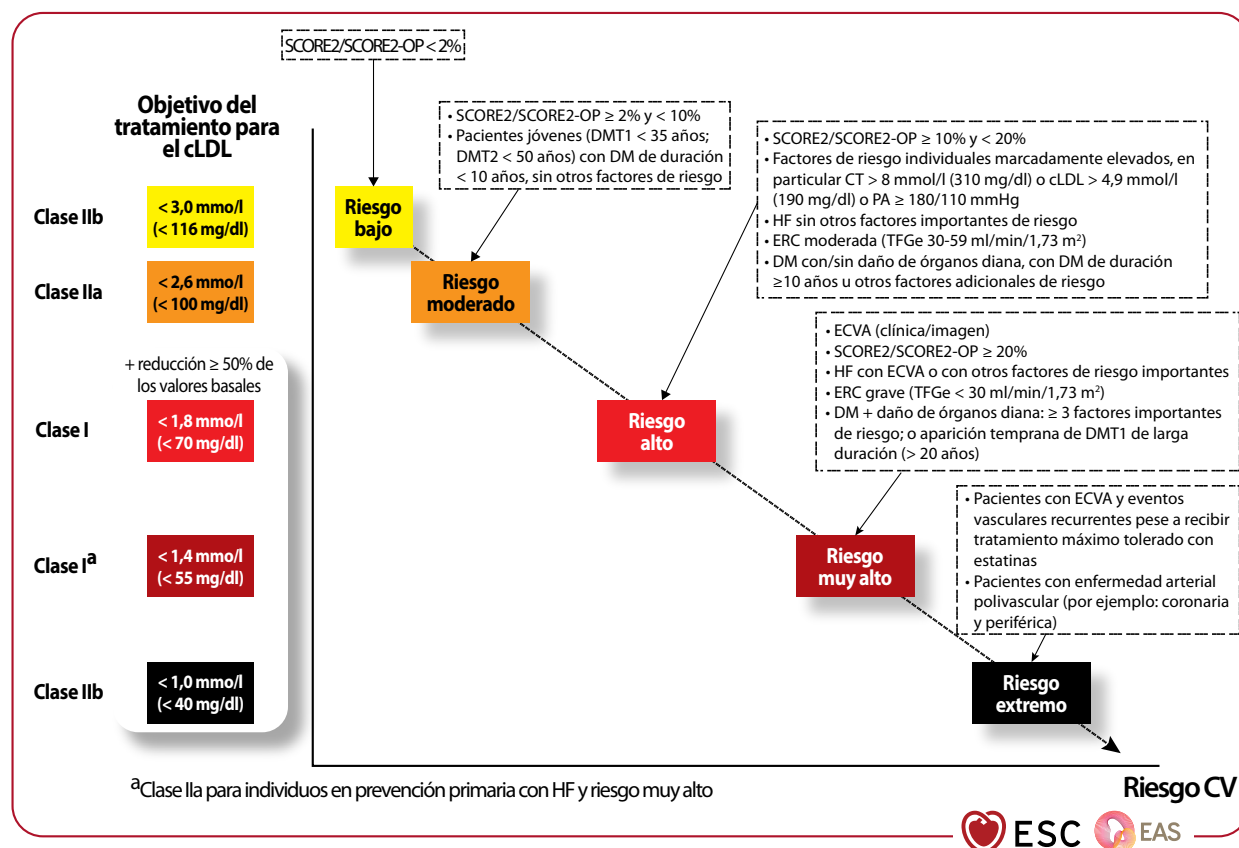 SCORE2/SCORE2-OP < 2%
Objetivo del
tratamiento para
el cLDL
• SCORE2/SCORE2-OP ≥ 2% y < 10%
• Pacientes jóvenes (DMT1 < 35 años;
DMT2 < 50 años) con DM de duración
< 10 años, sin otros factores de riesgo
• SCORE2/SCORE2-OP ≥ 10% y < 20%
• Factores de riesgo individuales marcadamente elevados, en
particular CT > 8 mmol/l (310 mg/dl) o cLDL > 4,9 mmol/l
(190 mg/dl) o PA ≥ 180/110 mmHg
• HF sin otros factores importantes de riesgo
• ERC moderada (TFGe 30-59 ml/min/1,73 m²)
• DM con/sin daño de órganos diana, con DM de duración
≥10 años u otros factores adicionales de riesgo
Clase IIb
< 3,0 mmo/l
(< 116 mg/dl)
Riesgo
bajo
Clase IIa
< 2,6 mmo/l
(< 100 mg/dl)
Riesgo
moderado
+ reducción ≥ 50% de
los valores basales
Clase I
< 1,8 mmo/l
(< 70 mg/dl)
Riesgo
alto
• ECVA (clínica/imagen)
• SCORE2/SCORE2-OP ≥ 20%
• HF con ECVA o con otros factores de riesgo importantes
• ERC grave (TFGe < 30 ml/min/1,73 m²)
• DM + daño de órganos diana: ≥ 3 factores importantes
de riesgo; o aparición temprana de DMT1 de larga
duración (> 20 años)
Clase Iª
< 1,4 mmo/l
(< 55 mg/dl)
Riesgo
muy alto
• Pacientes con ECVA y eventos
vasculares recurrentes pese a recibir
tratamiento máximo tolerado con
estatinas
• Pacientes con enfermedad arterial
polivascular (por ejemplo: coronaria
y periférica)
Clase IIb
< 1,0 mmo/l
(< 40 mg/dl)
Riesgo
extremo
ªClase IIa para individuos en prevención primaria con HF y riesgo muy alto
Riesgo CV
ESC
EAS